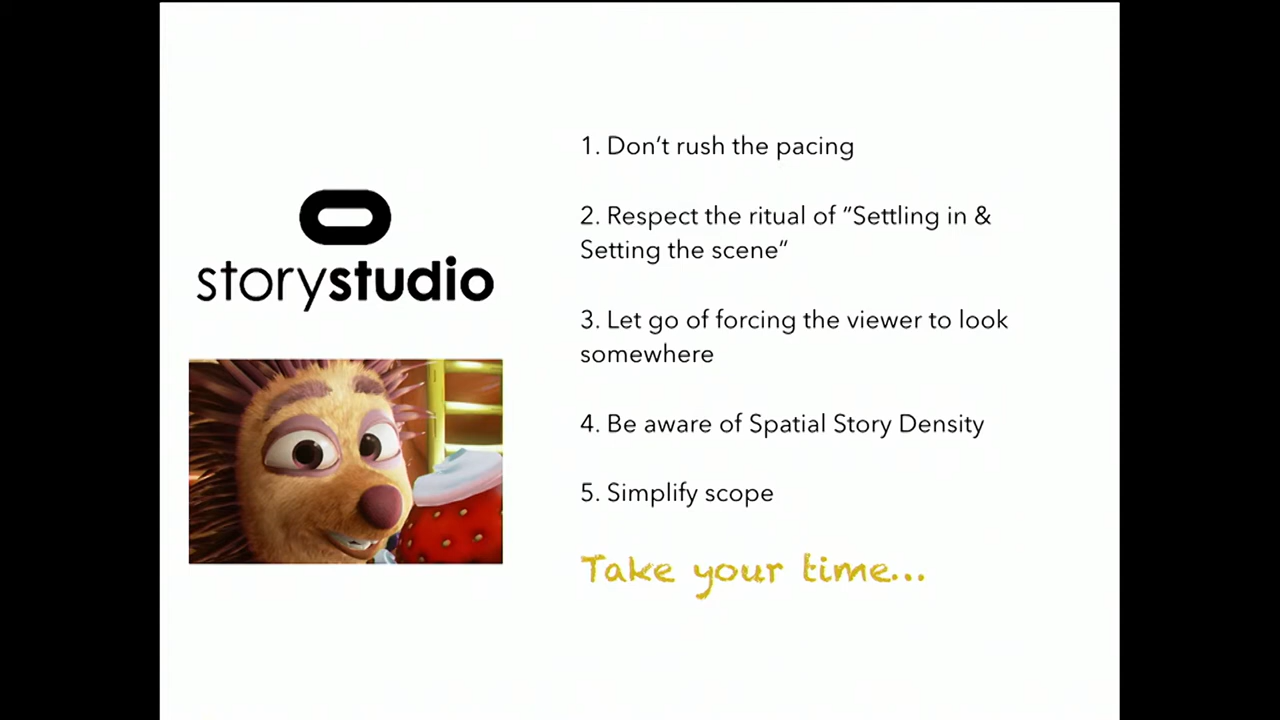 storystudio
1. Don’t rush the pacing
2. Respect the ritual of ”Settling in &
Setting the scene”
3. Let go of forcing the viewer to look
somewhere
4. Be aware of Spatial Story Density
5. Simplify scope
Take your time...